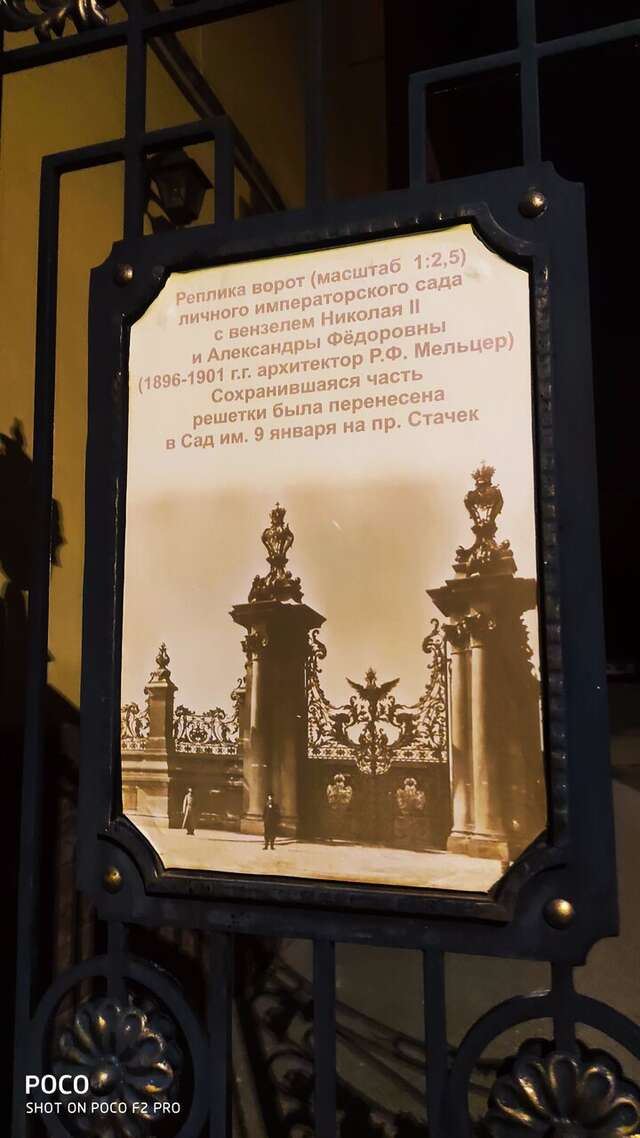 Реплика ворот (масштаб 1:2,5)
личного императорского сада
с вензелем Николая II
и Александры Фёдоровны
(1896-1901 г.г. архитектор Р.Ф. Мельцер)
Сохранившаяся часть
решетки была перенесена
в Сад им. 9 января на пр. Стачек
POCO
SHOT ON POCO F2 PRO